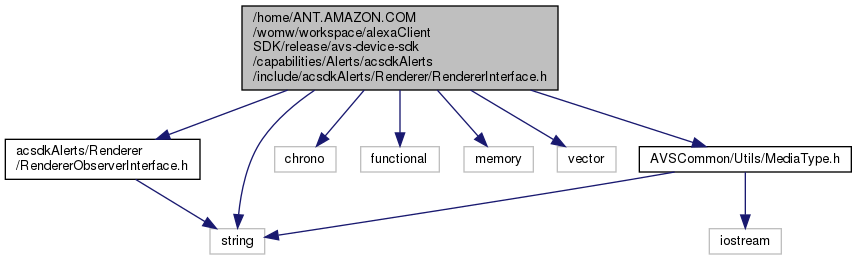 /home/ANT.AMAZON.COM
/womw/workspace/alexaClient
SDK/release/avs-device-sdk
/capabilities/Alerts/acsdkAlerts
/include/acsdkAlerts/Renderer/RendererInterface.h
acsdkAlerts/Renderer
/RendererObserverInterface.h
chrono
functional
memory
vector
AVSCommon/Utils/MediaType.h
string
iostream